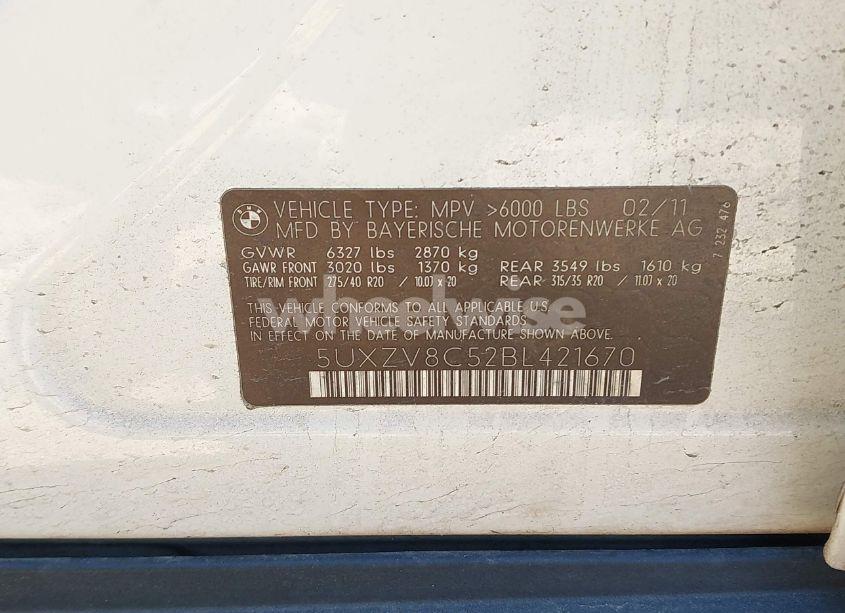 BMW
VEHICLE TYPE: MPV >6000 LBS 02/11
MFD BY BAYERISCHE MOTORENWERKE AG
GVWR 6327 lbs 2870 kg
GAWR FRONT 3020 lbs 1370 kg REAR 3549 lbs 1610 kg
TIRE/RIM FRONT 275/40 R20 / 10.0J x 20 REAR 315/35 R20 / 11.0J x 20
THIS VEHICLE CONFORMS TO ALL APPLICABLE U.S.
FEDERAL MOTOR VEHICLE SAFETY STANDARDS
IN EFFECT ON THE DATE OF MANUFACTURE SHOWN ABOVE.
5UXZV8C52BL421670
7 232 476